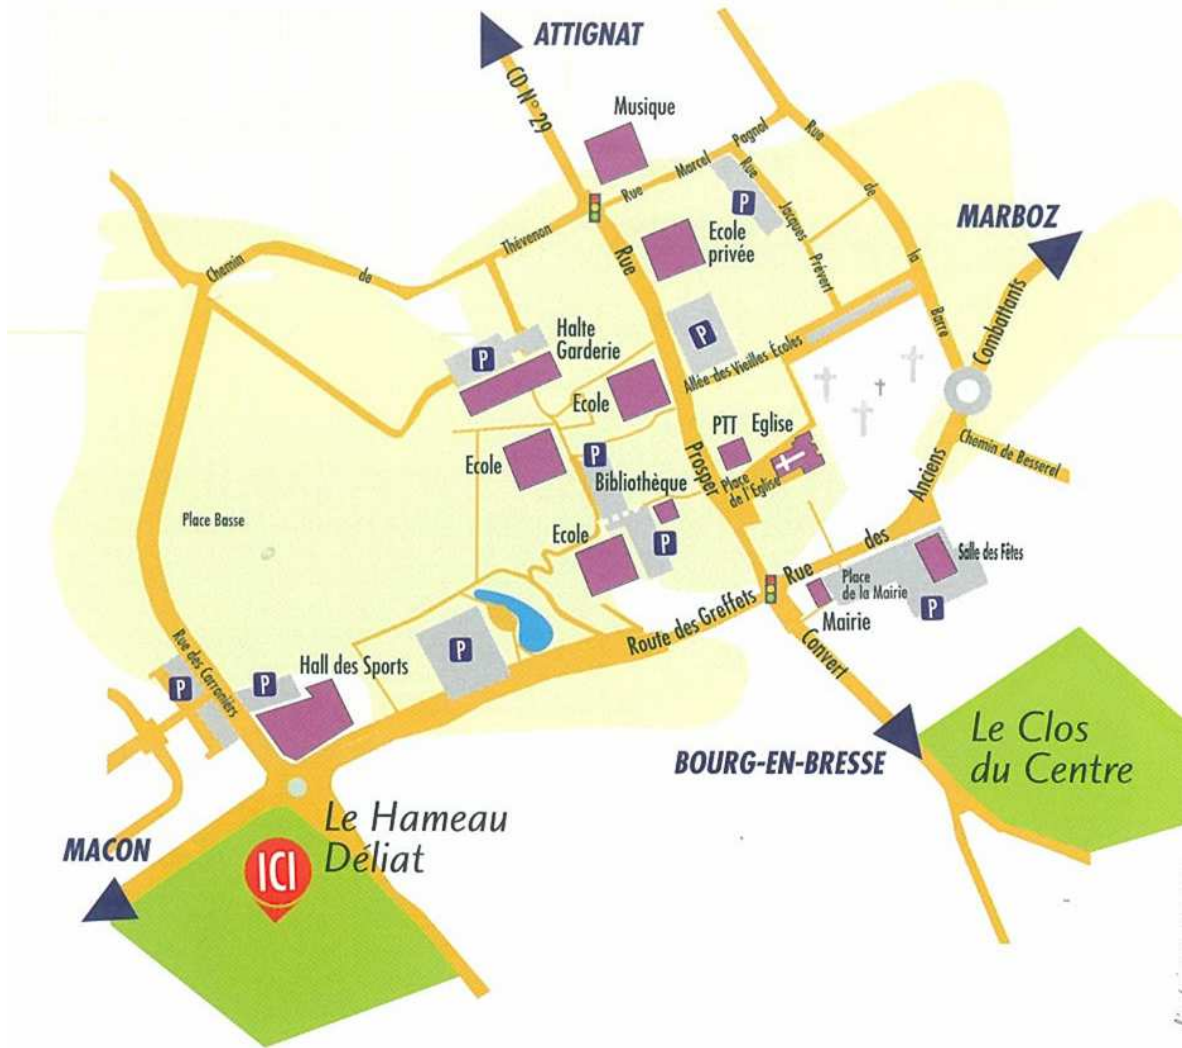 ATTIGNAT
CD N° 29
Musique
Rue Marcel Pagnol
Rue de la Barre
MARBOZ
P
Rue Jacques Prévert
Ecole
privée
Chemin de Thévenon
Rue Prosper Convert
Combattants
Halte
Garderie
P
P
Allée des Vieilles Écoles
Ecole
PTT
Eglise
Chemin de Besserel
Ecole
P
Bibliothèque
Place
de l'Eglise
Place Basse
Ecole
P
Rue des Anciens
Salle des Fêtes
Place
de la Mairie
P
Mairie
Route des Greffets
P
Hall des Sports
P
P
Rue des Carroniers
Le Clos
du Centre
BOURG-EN-BRESSE
Le Hameau
Déliat
MACON
ICI